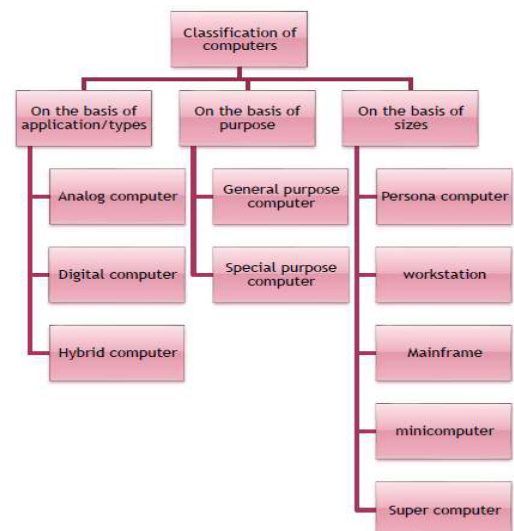 Classification of
computers
On the basis of
application/types
On the basis of
purpose
On the basis of
sizes
Analog computer
General purpose
computer
Persona computer
Digital computer
Special purpose
computer
workstation
Hybrid computer
Mainframe
minicomputer
Super computer